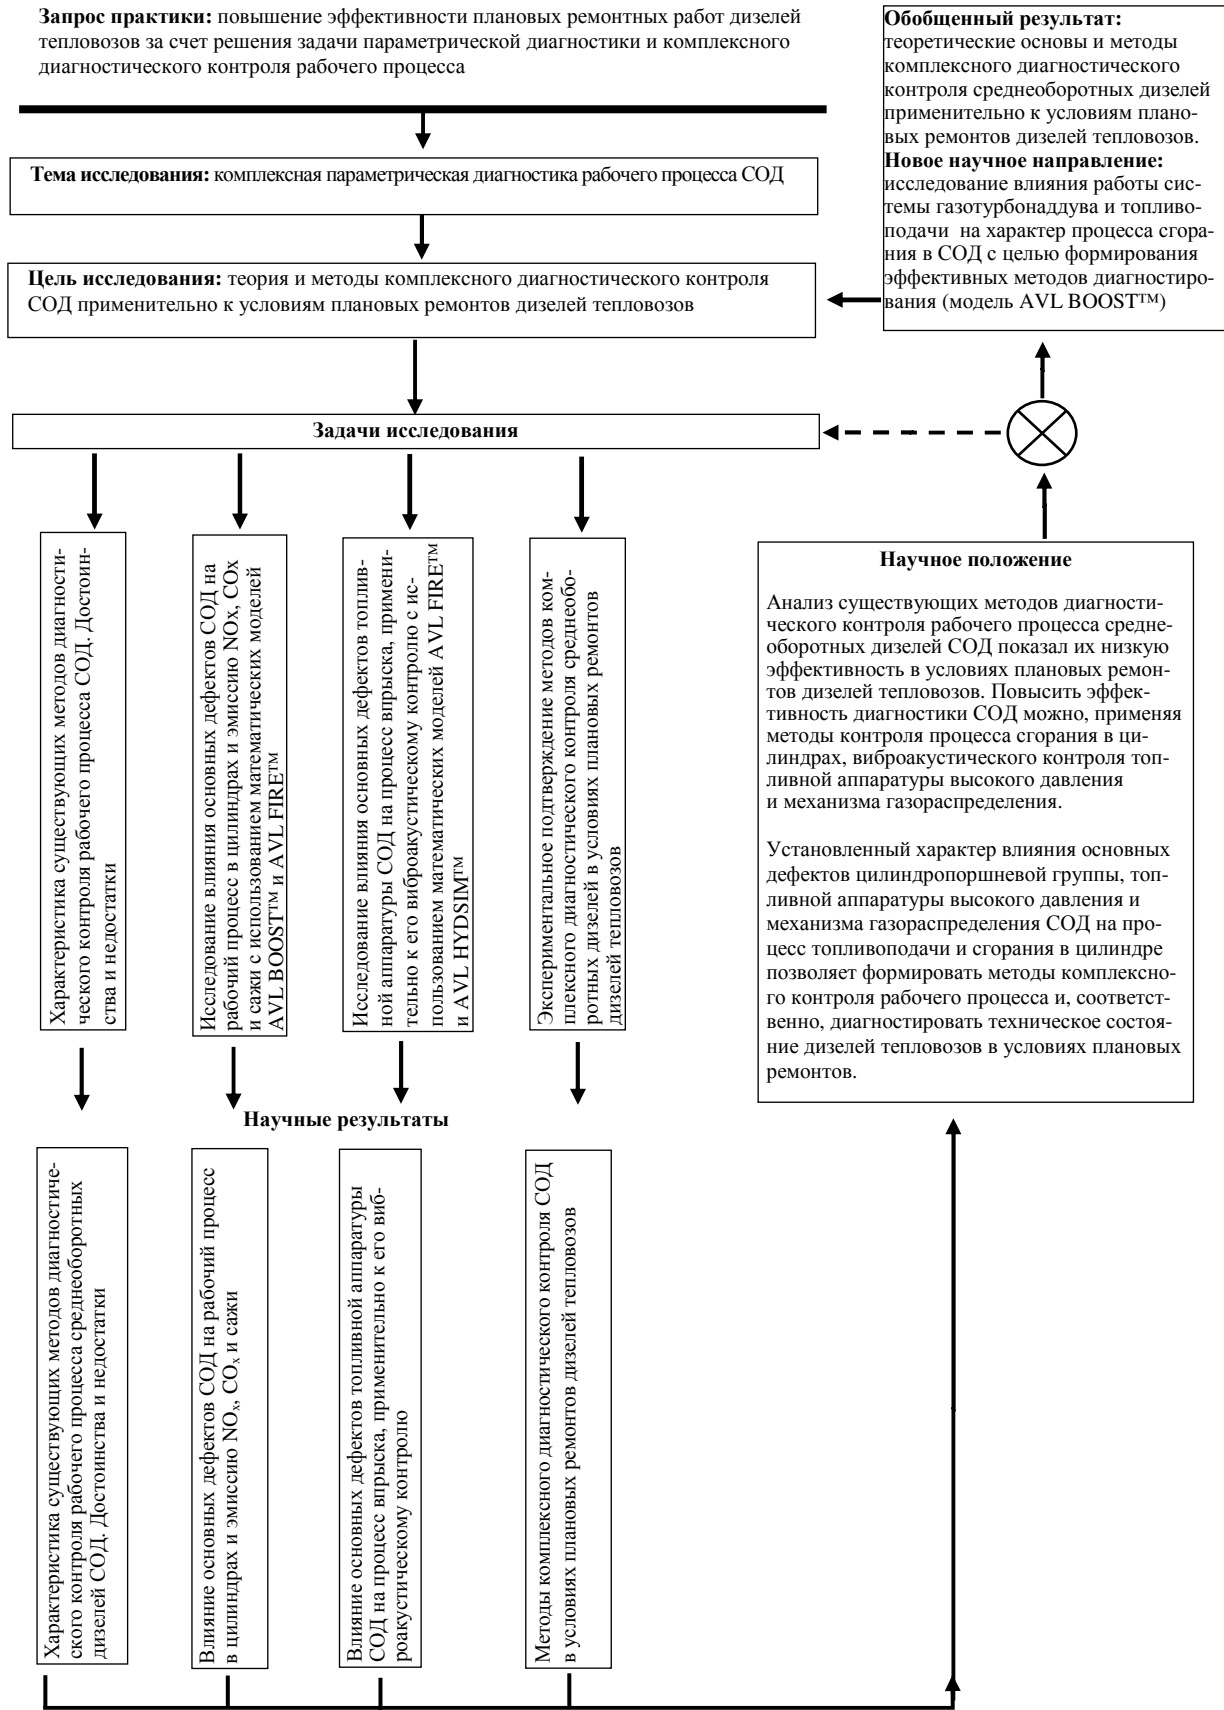 Запрос практики: повышение эффективности плановых ремонтных работ дизелей
тепловозов за счет решения задачи параметрической диагностики и комплексного
диагностического контроля рабочего процесса
Тема исследования: комплексная параметрическая диагностика рабочего процесса СОД
Цель исследования: теория и методы комплексного диагностического контроля
СОД применительно к условиям плановых ремонтов дизелей тепловозов
Обобщенный результат:
теоретические основы и методы
комплексного диагностического
контроля среднеоборотных дизелей
применительно к условиям плано-
вых ремонтов дизелей тепловозов.
Новое научное направление:
исследование влияния работы сис-
темы газотурбонаддува и топливо-
подачи на характер процесса сгора-
ния в СОД с целью формирования
эффективных методов диагностиро-
вания (модель AVL BOOST™)
Задачи исследования
Характеристика существующих методов диагности-
ческого контроля рабочего процесса СОД. Достоин-
ства и недостатки
Исследование влияния основных дефектов СОД на
рабочий процесс в цилиндрах и эмиссию NOx, COx
и сажи с использованием математических моделей
AVL BOOST™ и AVL FIRE™
Исследование влияния основных дефектов топлив-
ной аппаратуры СОД на процесс впрыска, примени-
тельно к его виброакустическому контролю с ис-
пользованием математических моделей AVL FIRE™
и AVL HYDSIM™
Экспериментальное подтверждение методов ком-
плексного диагностического контроля среднеобо-
ротных дизелей в условиях плановых ремонтов
дизелей тепловозов
Научное положение
Анализ существующих методов диагности-
ческого контроля рабочего процесса средне-
оборотных дизелей СОД показал их низкую
эффективность в условиях плановых ремон-
тов дизелей тепловозов. Повысить эффек-
тивность диагностики СОД можно, применяя
методы контроля процесса сгорания в ци-
линдрах, виброакустического контроля топ-
ливной аппаратуры высокого давления
и механизма газораспределения.
Установленный характер влияния основных
дефектов цилиндропоршневой группы, топ-
ливной аппаратуры высокого давления и
механизма газораспределения СОД на про-
цесс топливоподачи и сгорания в цилиндре
позволяет формировать методы комплексно-
го контроля рабочего процесса и, соответст-
венно, диагностировать техническое состоя-
ние дизелей тепловозов в условиях плановых
ремонтов.
Научные результаты
Характеристика существующих методов диагностиче-
ского контроля рабочего процесса среднеоборотных
дизелей СОД. Достоинства и недостатки
Влияние основных дефектов СОД на рабочий процесс
в цилиндрах и эмиссию NOₓ, COₓ и сажи
Влияние основных дефектов топливной аппаратуры
СОД на процесс впрыска, применительно к его виб-
роакустическому контролю
Методы комплексного диагностического контроля СОД
в условиях плановых ремонтов дизелей тепловозов